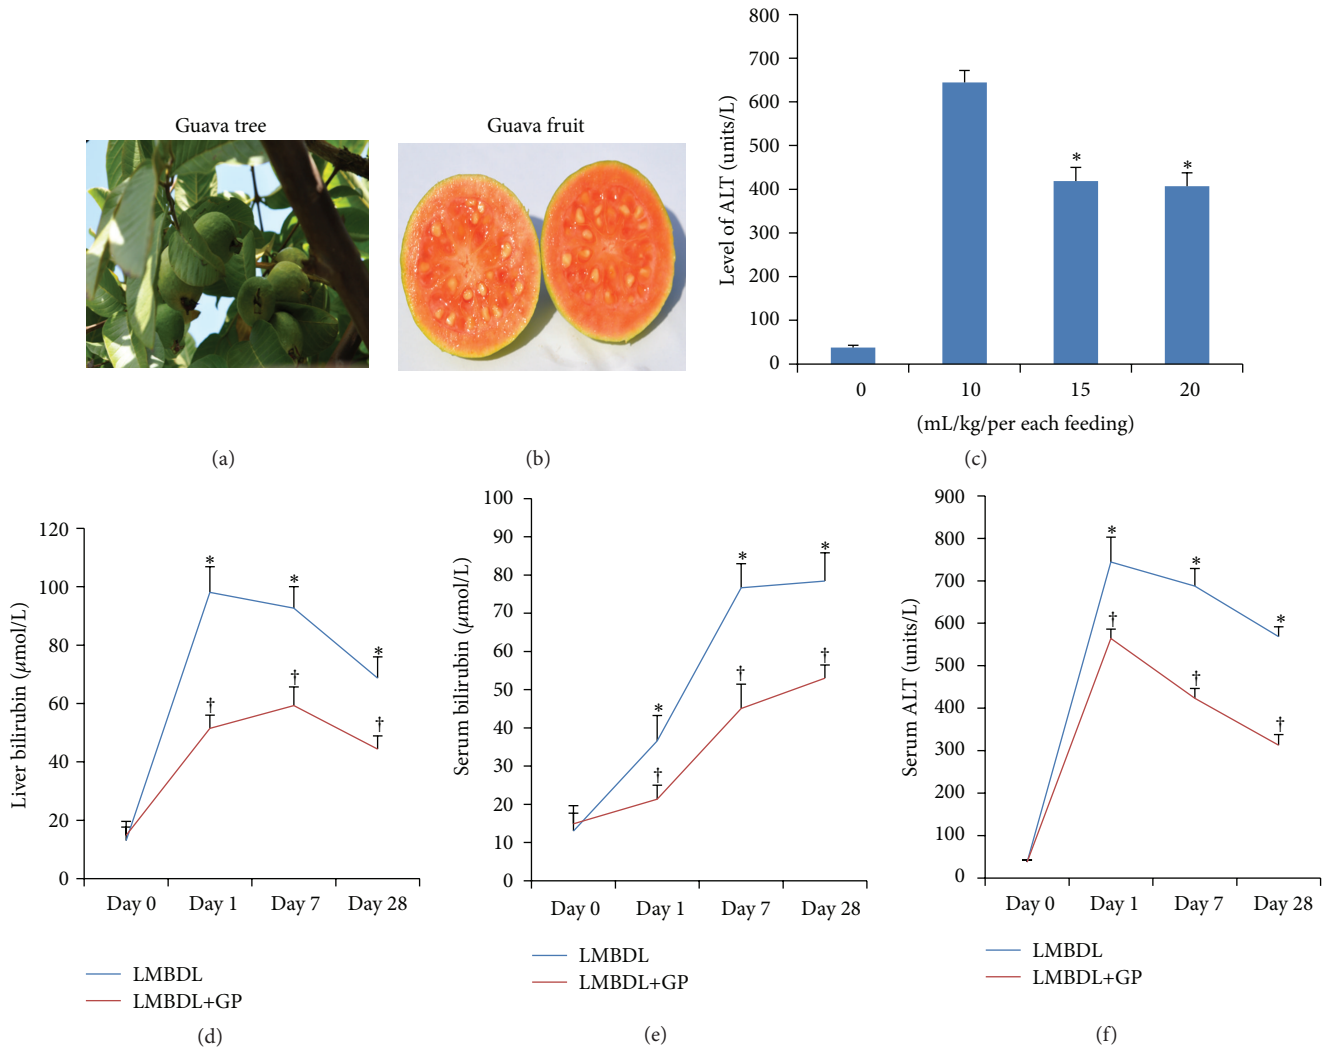 Guava tree
Guava fruit
Level of ALT (units/L)
800
700
600
500
400
300
200
100
0
*
*
0 10 15 20
(mL/kg/per each feeding)
(a)
(b)
(c)
Liver bilirubin (μmol/L)
120
100
80
60
40
20
0
*
*
*
†
†
†
Day 0 Day 1 Day 7 Day 28
LMBDL
LMBDL+GP
(d)
Serum bilirubin (μmol/L)
100
90
80
70
60
50
40
30
20
10
0
*
*
*
†
†
†
Day 0 Day 1 Day 7 Day 28
LMBDL
LMBDL+GP
(e)
Serum ALT (units/L)
900
800
700
600
500
400
300
200
100
0
*
*
*
†
†
†
Day 0 Day 1 Day 7 Day 28
LMBDL
LMBDL+GP
(f)